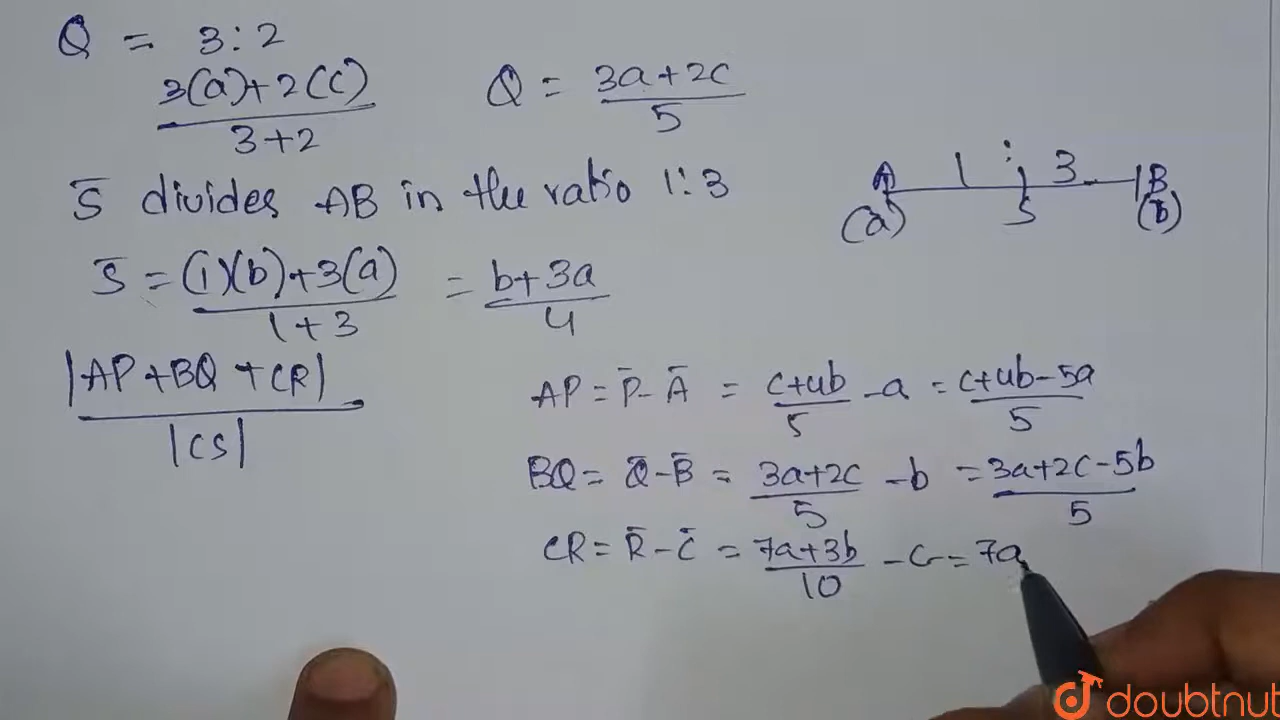 Q = 3:2
3(a)+2(c)
3+2
Q = 3a+2c
5
S̄ divides AB in the ratio 1:3
A 1 : 3 B
(a) S (b)
S̄ = (1)(b)+3(a) = b+3a
1+3 4
|AP+BQ+CR|
|CS|
AP = P̄ - Ā = c+4b - a = c+4b-5a
5 5
BQ = Q̄ - B̄ = 3a+2c - b = 3a+2c-5b
5 5
CR = R̄ - C̄ = 7a+3b - c = 7a
10
doubtnut